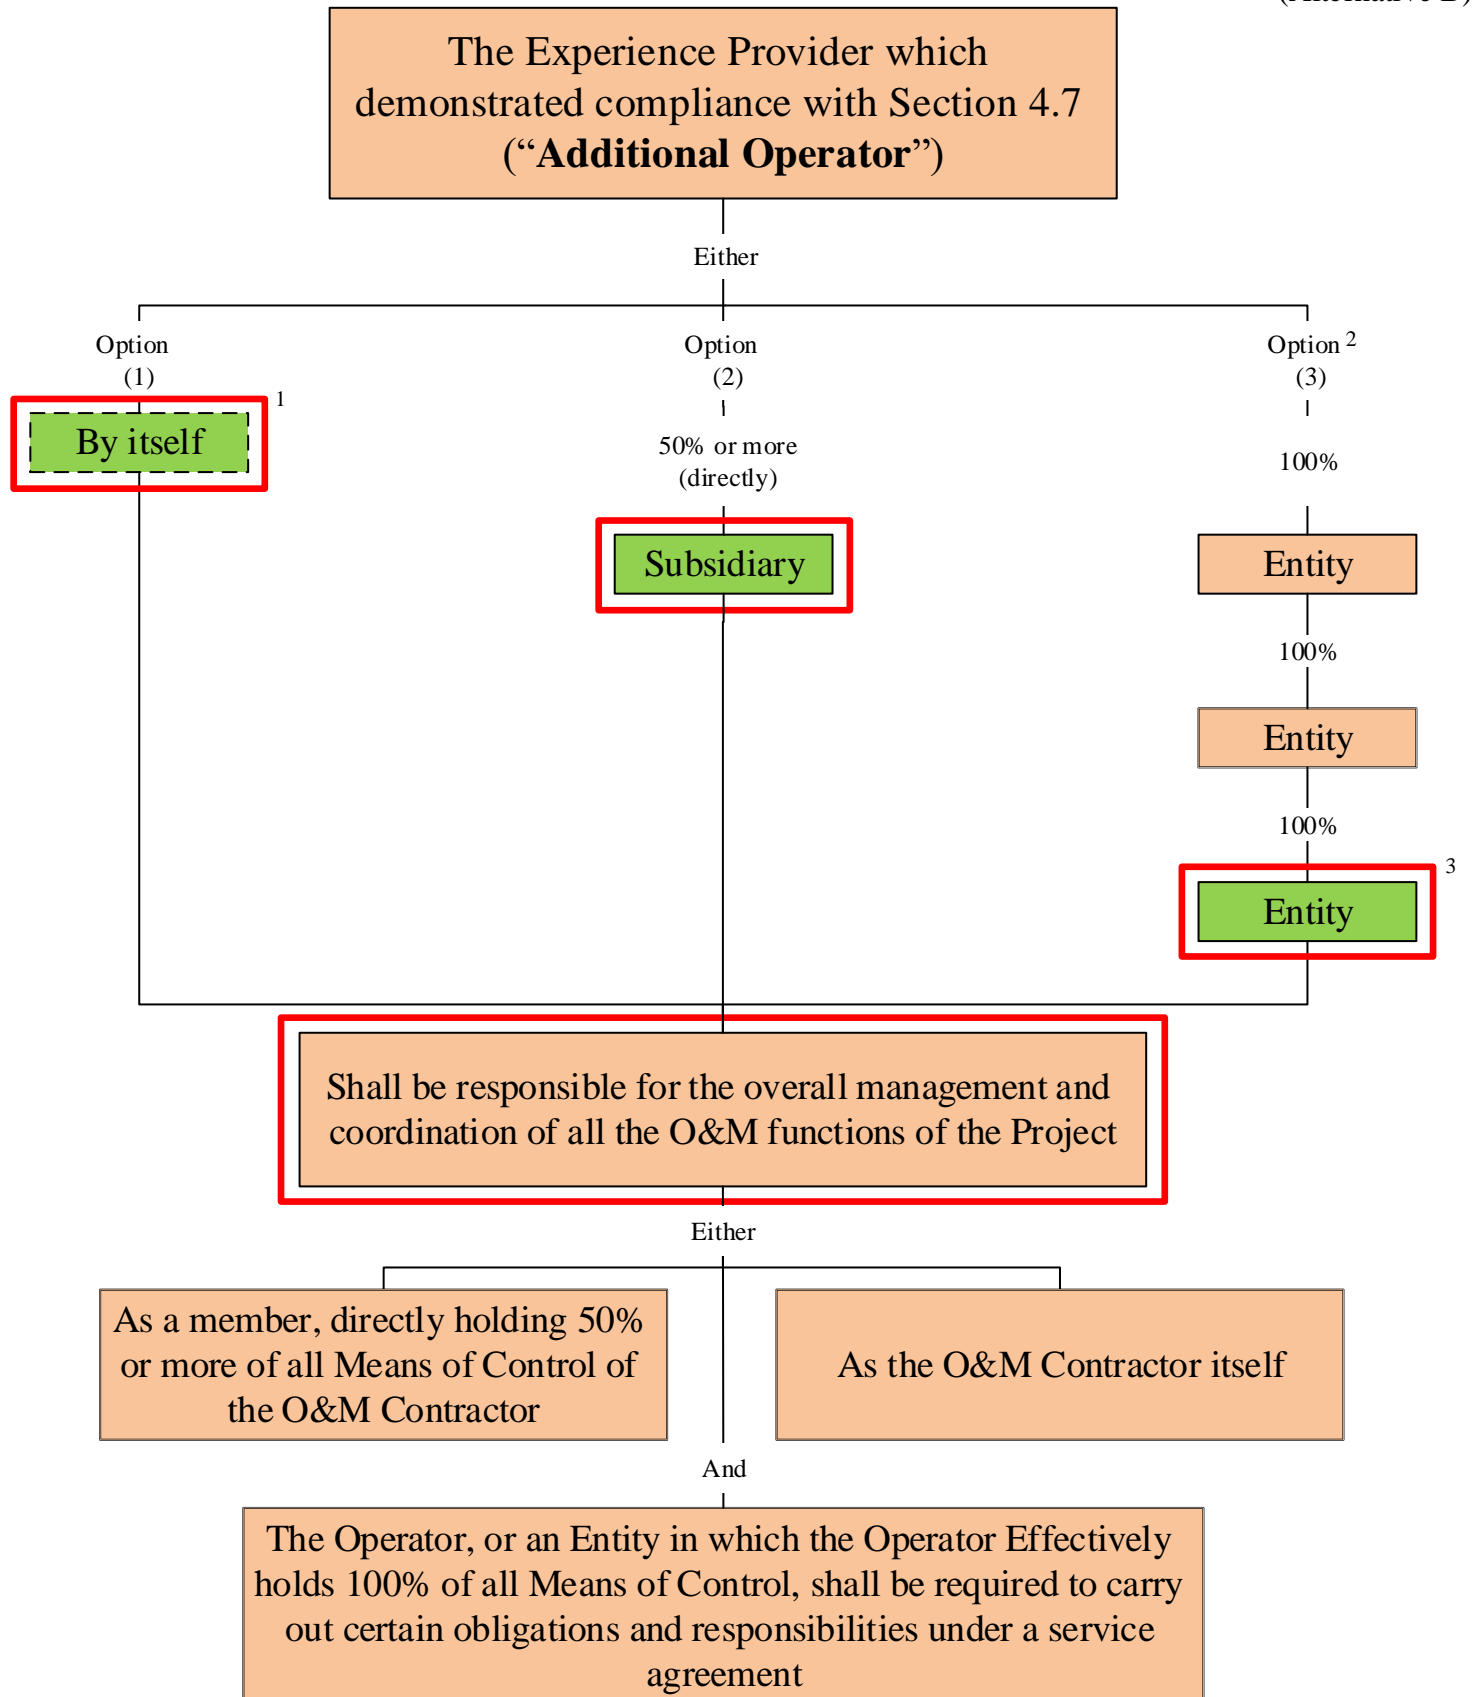 The Experience Provider which
demonstrated compliance with Section 4.7
(“Additional Operator”)
Either
Option
(1)
Option
(2)
Option 2
(3)
1
By itself
50% or more
(directly)
100%
Subsidiary
Entity
100%
Entity
100%
3
Entity
Shall be responsible for the overall management and
coordination of all the O&M functions of the Project
Either
As a member, directly holding 50%
or more of all Means of Control of
the O&M Contractor
As the O&M Contractor itself
And
The Operator, or an Entity in which the Operator Effectively
holds 100% of all Means of Control, shall be required to carry
out certain obligations and responsibilities under a service
agreement